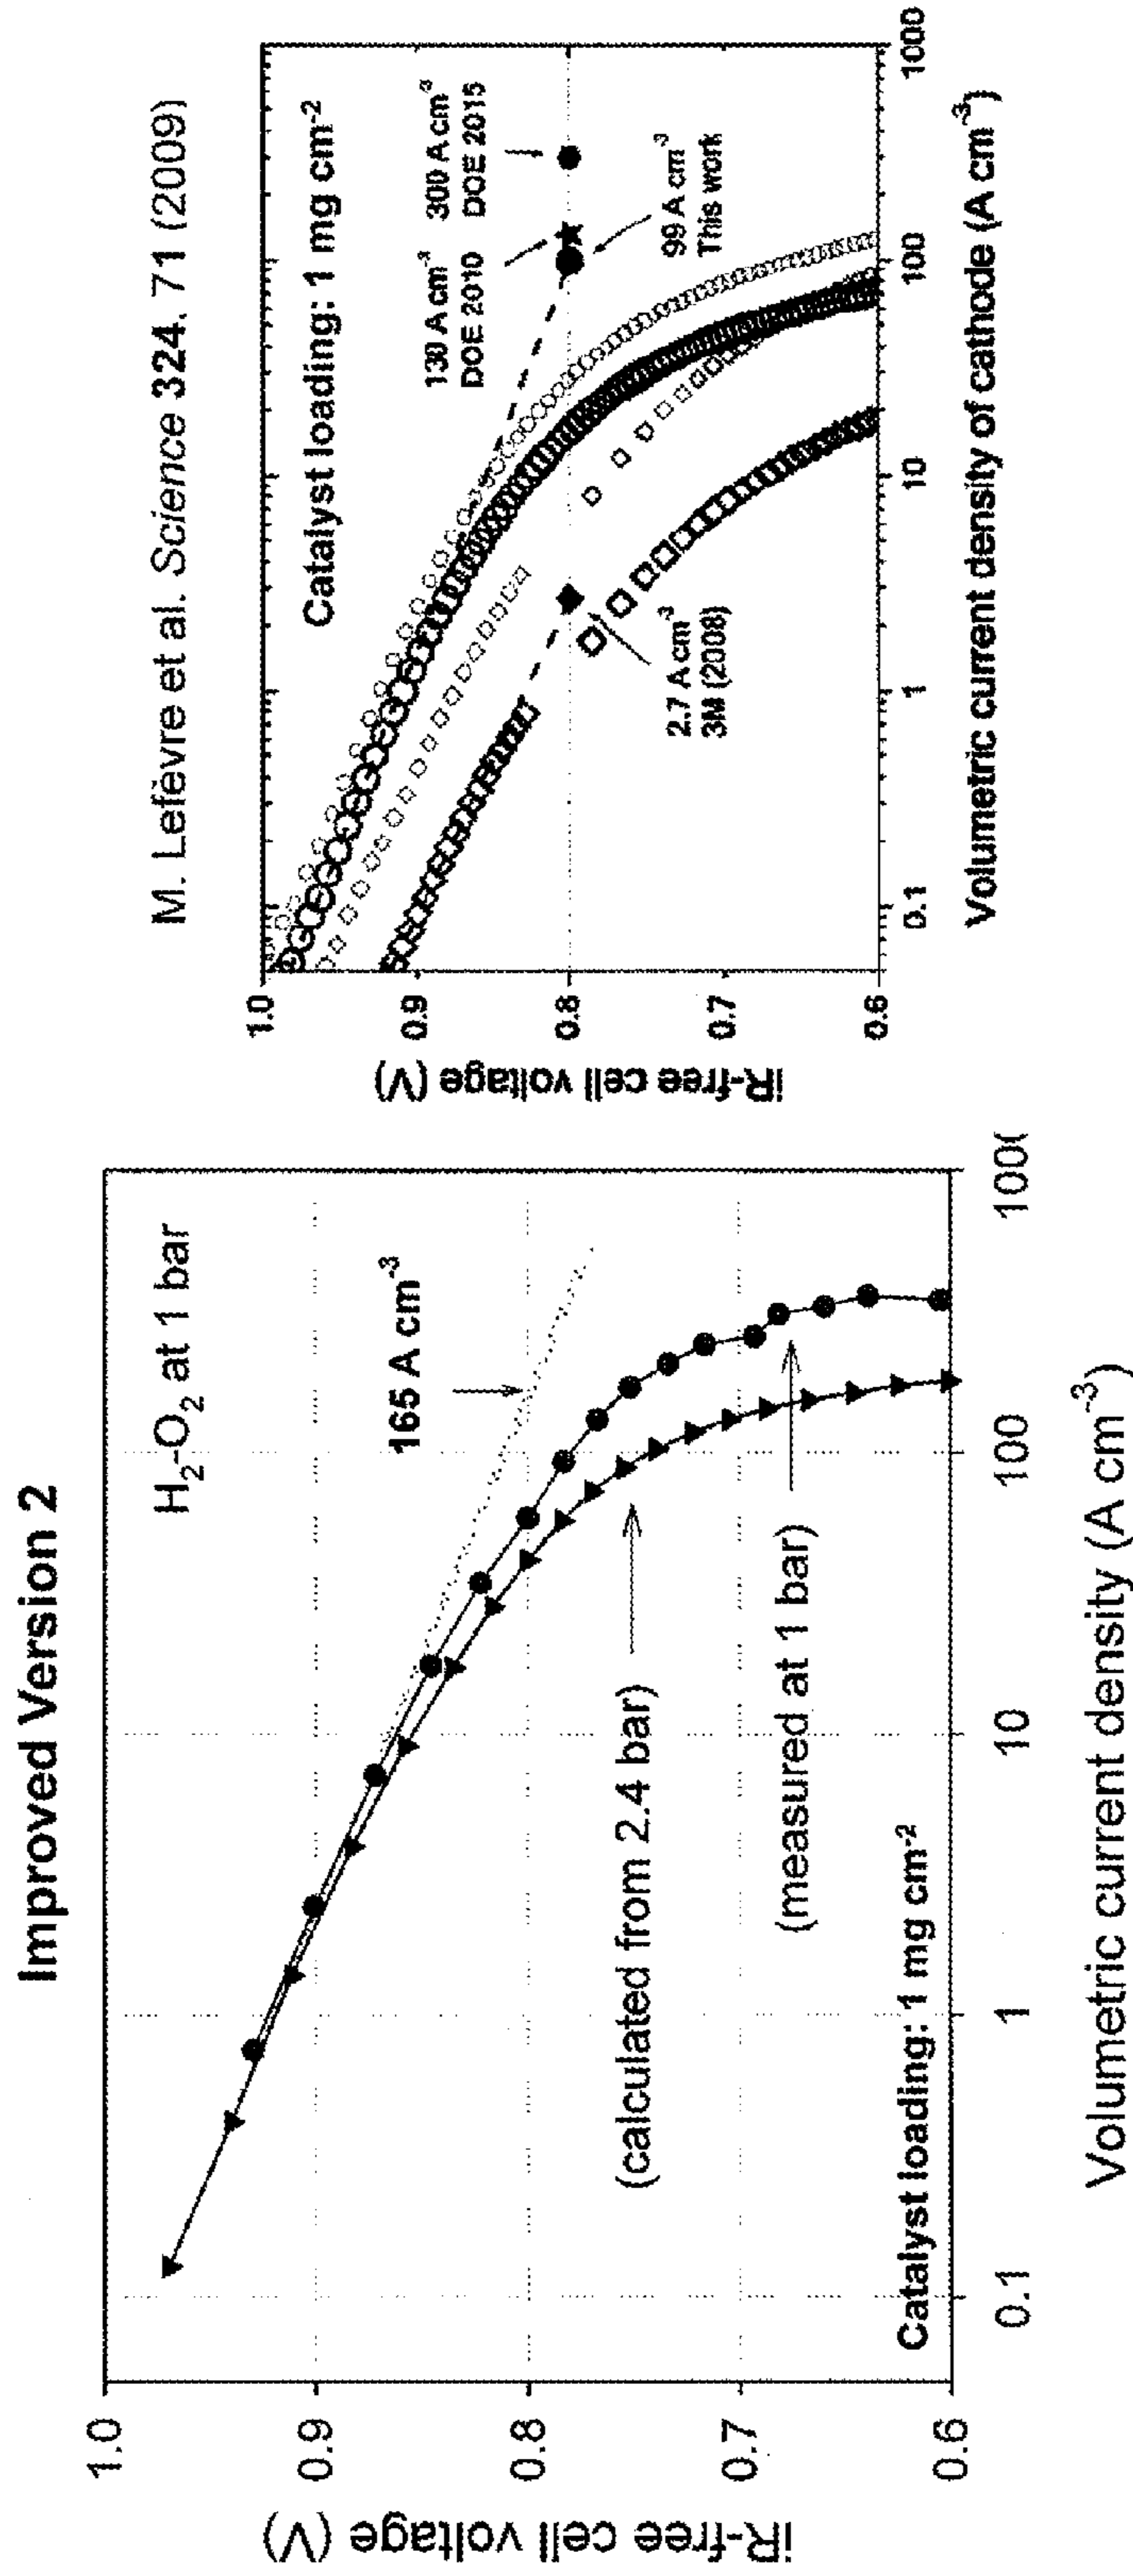 Improved Version 2
H₂-O₂ at 1 bar
165 A cm⁻³
(calculated from 2.4 bar)
(measured at 1 bar)
Catalyst loading: 1 mg cm⁻²
iR-free cell voltage (V)
1.0
0.9
0.8
0.7
0.6
0.1
1
10
100
100(
Volumetric current density (A cm⁻³)
M. Lefèvre et al. Science 324, 71 (2009)
Catalyst loading: 1 mg cm⁻²
130 A cm⁻³
DOE 2010
300 A cm⁻³
DOE 2015
99 A cm⁻³
This work
2.7 A cm⁻³
3M (2008)
iR-free cell voltage (V)
1.0
0.9
0.8
0.7
0.6
0.1
1
10
100
1000
Volumetric current density of cathode (A cm⁻³)